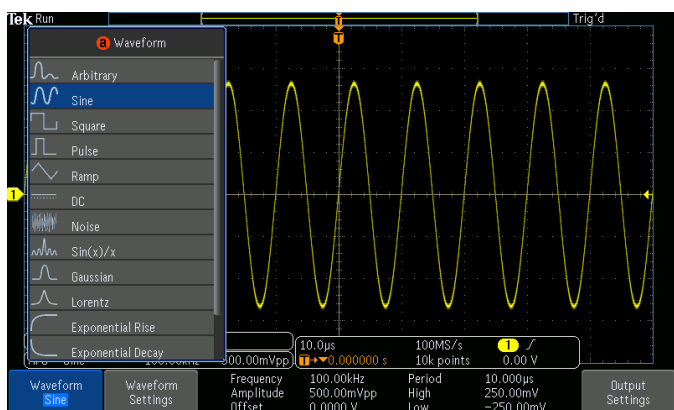 Tek Run Trig'd
T
T
a Waveform
Arbitrary
Sine
Square
Pulse
Ramp
1
DC
Noise
Sin(x)/x
Gaussian
Lorentz
Exponential Rise
Exponential Decay
10.0µs 100MS/s 1
500.00mVpp T→▼0.000000 s 10k points 0.00 V
Waveform Sine
Waveform Settings
Frequency 100.00kHz Period 10.000µs
Amplitude 500.00mVpp High 250.00mV
Offset 0.0000 V Low -250.00mV
Output Settings